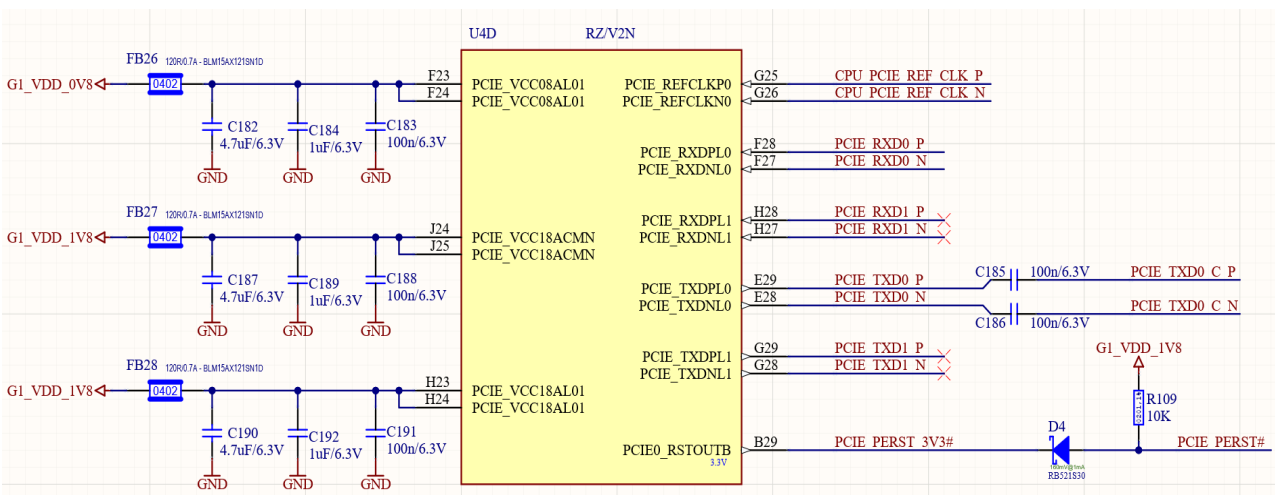 U4D RZ/V2N
FB26 120R/0.7A - BLM15AX121SN1D
G1_VDD_0V8 0402
F23 PCIE_VCC08AL01
F24 PCIE_VCC08AL01
C182
4.7uF/6.3V
C184
1uF/6.3V
C183
100n/6.3V
GND GND GND
FB27 120R/0.7A - BLM15AX121SN1D
G1_VDD_1V8 0402
J24 PCIE_VCC18ACMN
J25 PCIE_VCC18ACMN
C187
4.7uF/6.3V
C189
1uF/6.3V
C188
100n/6.3V
GND GND GND
FB28 120R/0.7A - BLM15AX121SN1D
G1_VDD_1V8 0402
H23 PCIE_VCC18AL01
H24 PCIE_VCC18AL01
C190
4.7uF/6.3V
C192
1uF/6.3V
C191
100n/6.3V
GND GND GND
PCIE_REFCLKP0 G25 CPU_PCIE_REF_CLK_P
PCIE_REFCLKN0 G26 CPU_PCIE_REF_CLK_N
PCIE_RXDPL0 F28 PCIE_RXD0_P
PCIE_RXDNL0 F27 PCIE_RXD0_N
PCIE_RXDPL1 H28 PCIE_RXD1_P
PCIE_RXDNL1 H27 PCIE_RXD1_N
PCIE_TXDPL0 E29 PCIE_TXD0_P
PCIE_TXDNL0 E28 PCIE_TXD0_N
C185 100n/6.3V PCIE_TXD0_C_P
C186 100n/6.3V PCIE_TXD0_C_N
PCIE_TXDPL1 G29 PCIE_TXD1_P
PCIE_TXDNL1 G28 PCIE_TXD1_N
G1_VDD_1V8
R109
10K
PCIE0_RSTOUTB B29 PCIE_PERST_3V3#
3.3V
D4
RB521S30
PCIE_PERST#